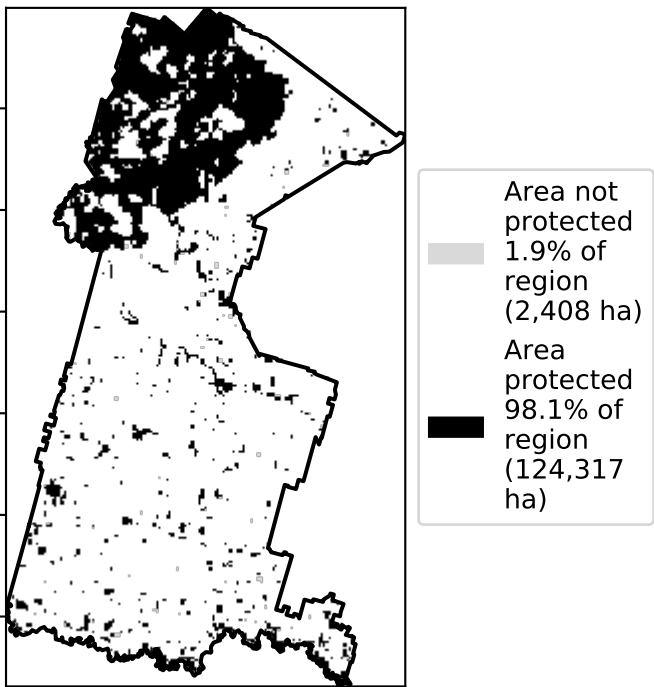 Area not
protected
1.9% of
region
(2,408 ha)
Area
protected
98.1% of
region
(124,317
ha)